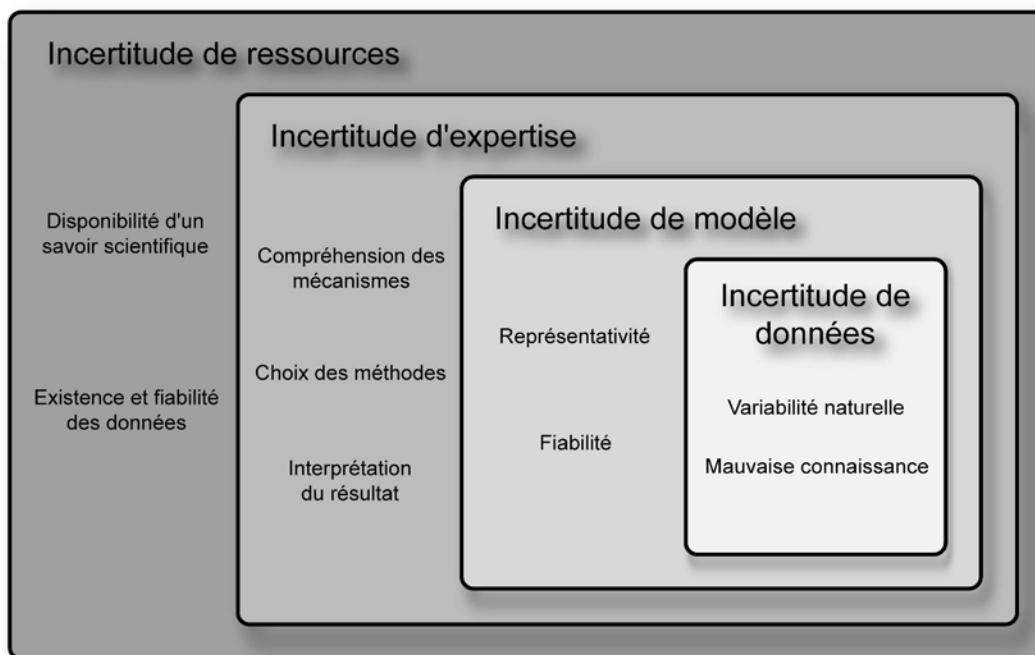 Incertitude de ressources
Disponibilité d'un
savoir scientifique
Existence et fiabilité
des données
Incertitude d'expertise
Compréhension des
mécanismes
Choix des méthodes
Interprétation
du résultat
Incertitude de modèle
Représentativité
Fiabilité
Incertitude de
données
Variabilité naturelle
Mauvaise connaissance